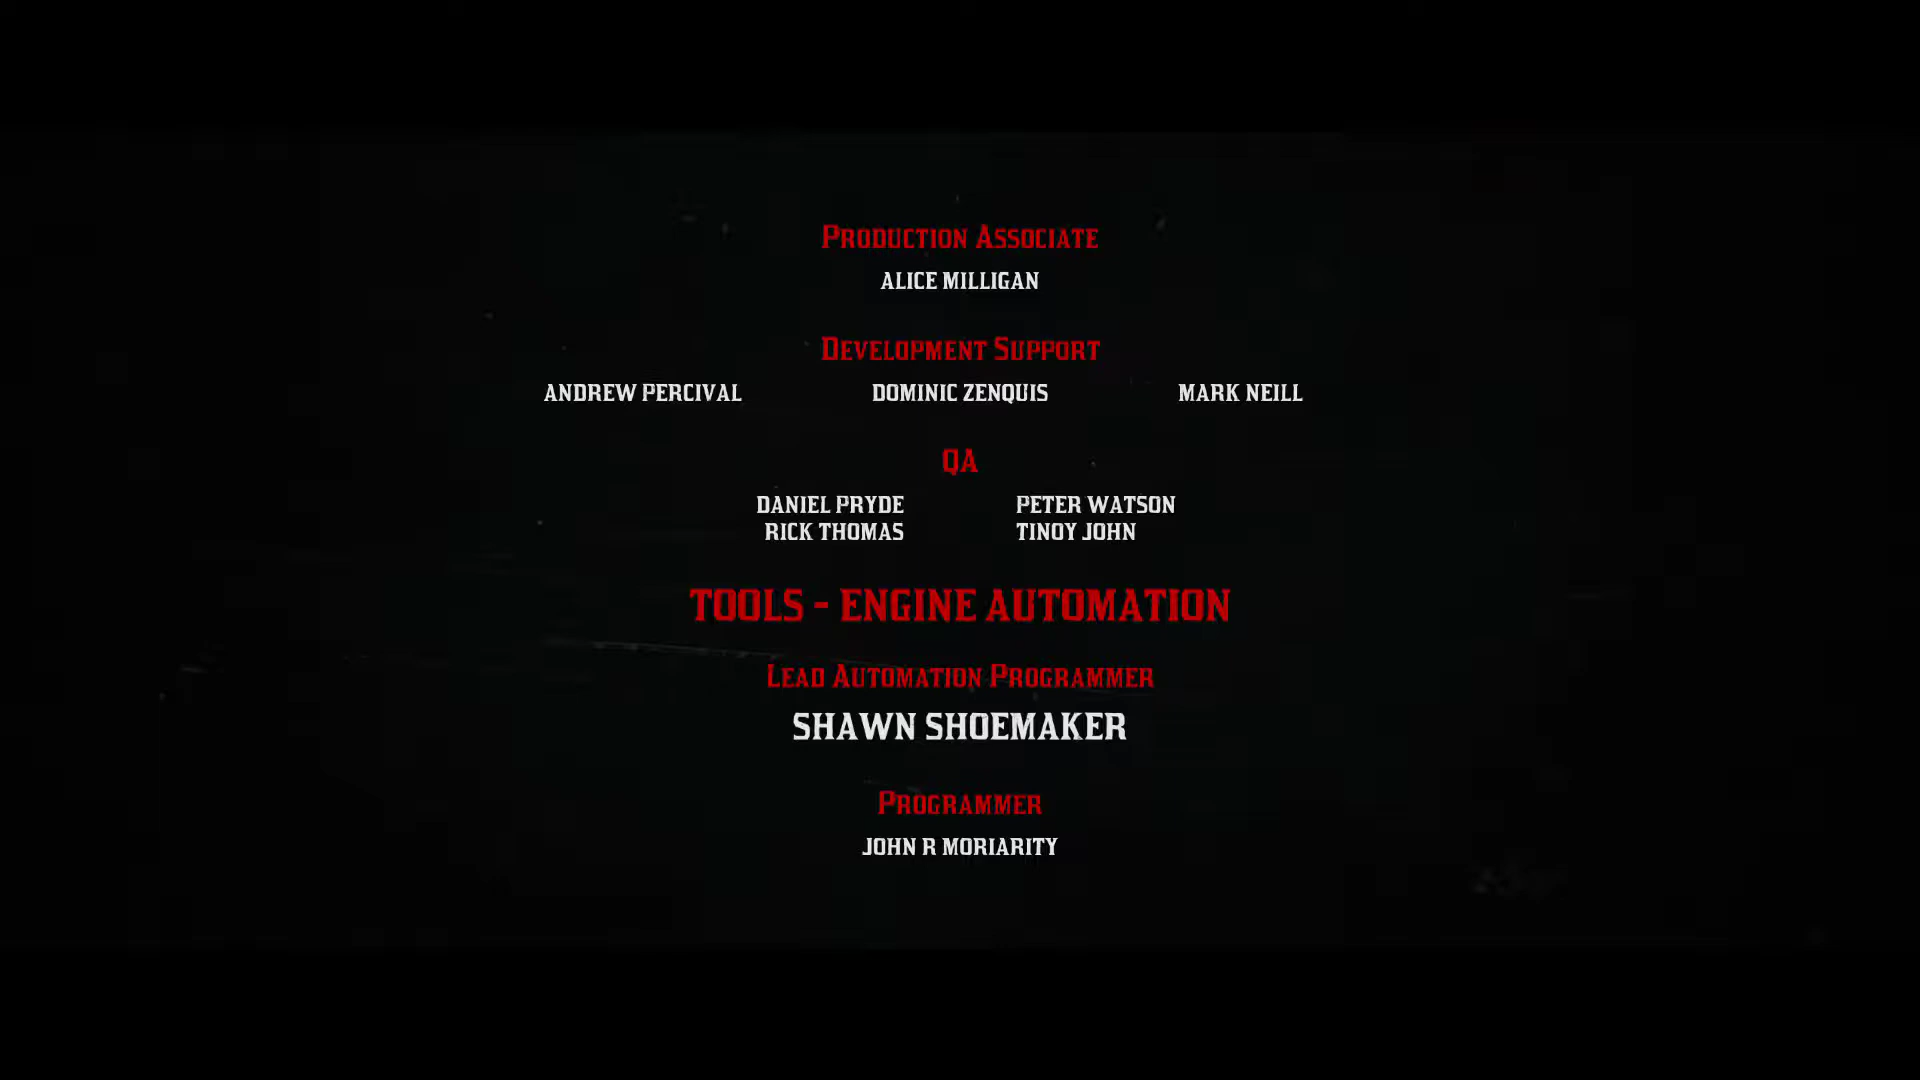 Production Associate
ALICE MILLIGAN
Development Support
ANDREW PERCIVAL DOMINIC ZENQUIS MARK NEILL
QA
DANIEL PRYDE PETER WATSON
RICK THOMAS TINOY JOHN
TOOLS - ENGINE AUTOMATION
Lead Automation Programmer
SHAWN SHOEMAKER
Programmer
JOHN R MORIARITY